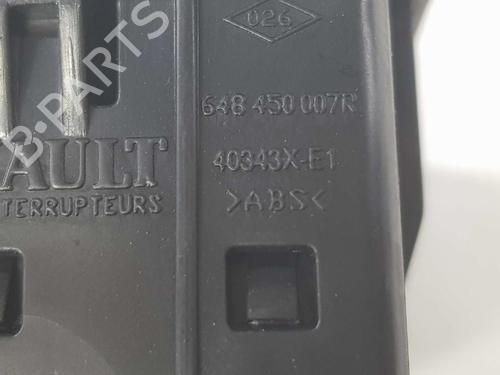 026
648 450 007R
AULT
40343X-E1
TERRUPTEURS
>ABS<
B-PARTS